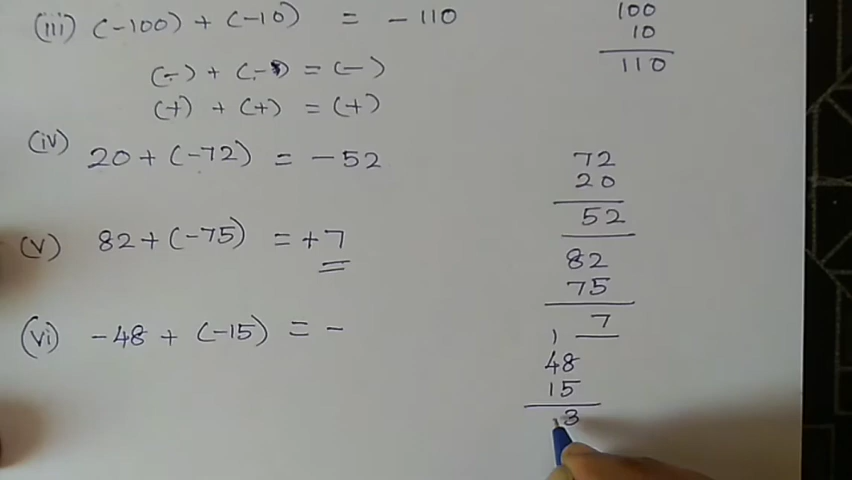 (iii) (-100) + (-10) = -110
(-) + (-) = (-)
(+) + (+) = (+)
(iv) 20 + (-72) = -52
(v) 82 + (-75) = +7
(vi) -48 + (-15) = -
100
10
110
72
20
52
82
75
7
1
48
15
3